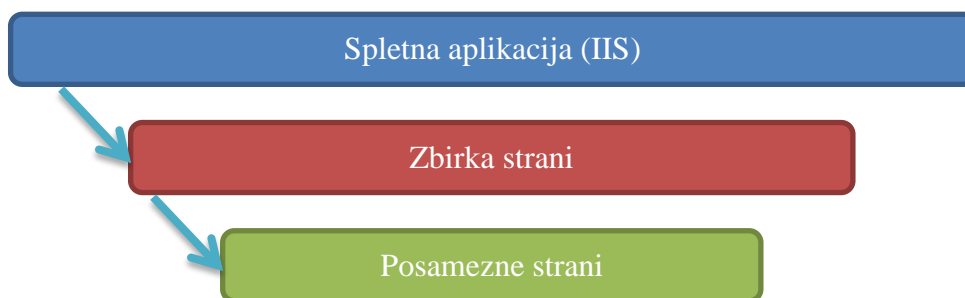 Spletna aplikacija (IIS)
Zbirka strani
Posamezne strani